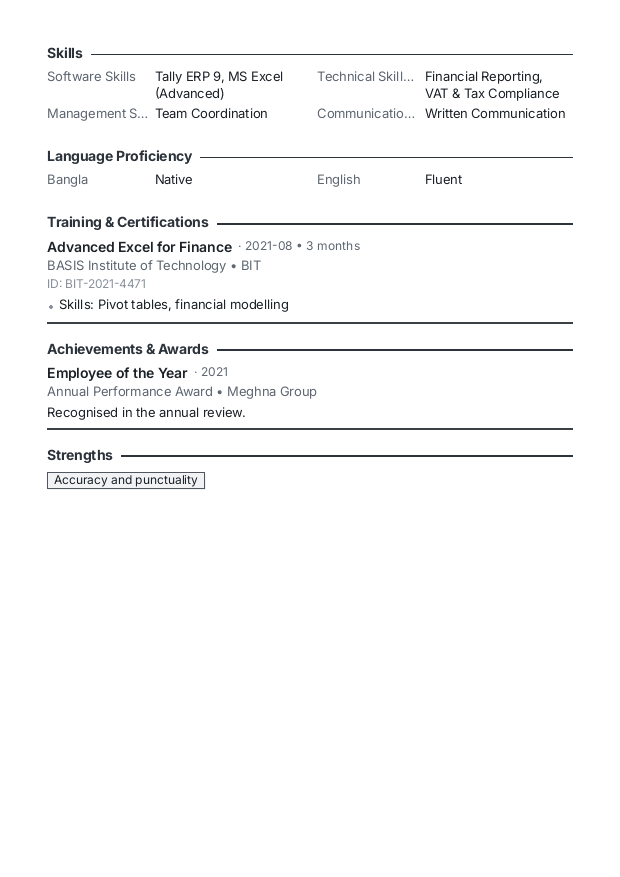 Skills
Software Skills Tally ERP 9, MS Excel (Advanced)
Technical Skill... Financial Reporting, VAT & Tax Compliance
Management S... Team Coordination
Communicatio... Written Communication
Language Proficiency
Bangla Native English Fluent
Training & Certifications
Advanced Excel for Finance · 2021-08 • 3 months
BASIS Institute of Technology • BIT
ID: BIT-2021-4471
• Skills: Pivot tables, financial modelling
Achievements & Awards
Employee of the Year · 2021
Annual Performance Award • Meghna Group
Recognised in the annual review.
Strengths
Accuracy and punctuality